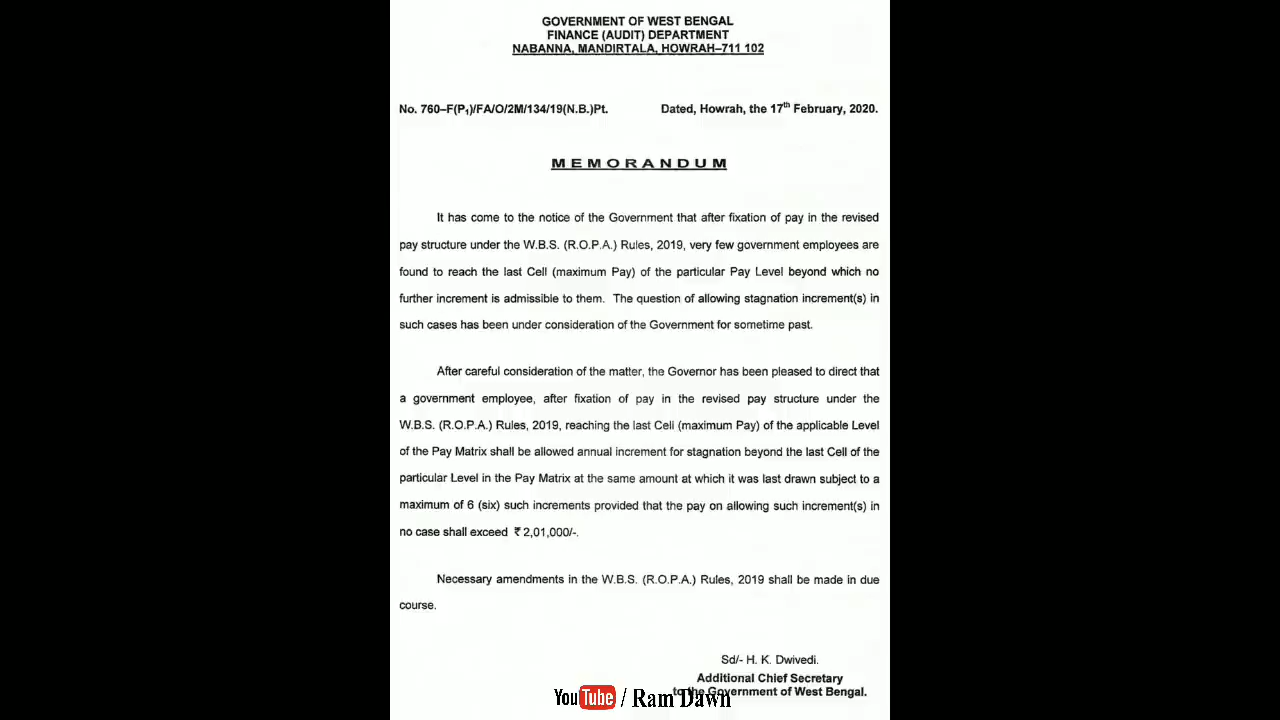 GOVERNMENT OF WEST BENGAL
FINANCE (AUDIT) DEPARTMENT
NABANNA, MANDIRTALA, HOWRAH–711 102
No. 760–F(P₁)/FA/O/2M/134/19(N.B.)Pt. Dated, Howrah, the 17th February, 2020.
MEMORANDUM
It has come to the notice of the Government that after fixation of pay in the revised
pay structure under the W.B.S. (R.O.P.A.) Rules, 2019, very few government employees are
found to reach the last Cell (maximum Pay) of the particular Pay Level beyond which no
further increment is admissible to them. The question of allowing stagnation increment(s) in
such cases has been under consideration of the Government for sometime past.
After careful consideration of the matter, the Governor has been pleased to direct that
a government employee, after fixation of pay in the revised pay structure under the
W.B.S. (R.O.P.A.) Rules, 2019, reaching the last Cell (maximum Pay) of the applicable Level
of the Pay Matrix shall be allowed annual increment for stagnation beyond the last Cell of the
particular Level in the Pay Matrix at the same amount at which it was last drawn subject to a
maximum of 6 (six) such increments provided that the pay on allowing such increment(s) in
no case shall exceed ₹ 2,01,000/-.
Necessary amendments in the W.B.S. (R.O.P.A.) Rules, 2019 shall be made in due
course.
Sd/- H. K. Dwivedi.
Additional Chief Secretary
to the Government of West Bengal.
YouTube / Ram Dawn